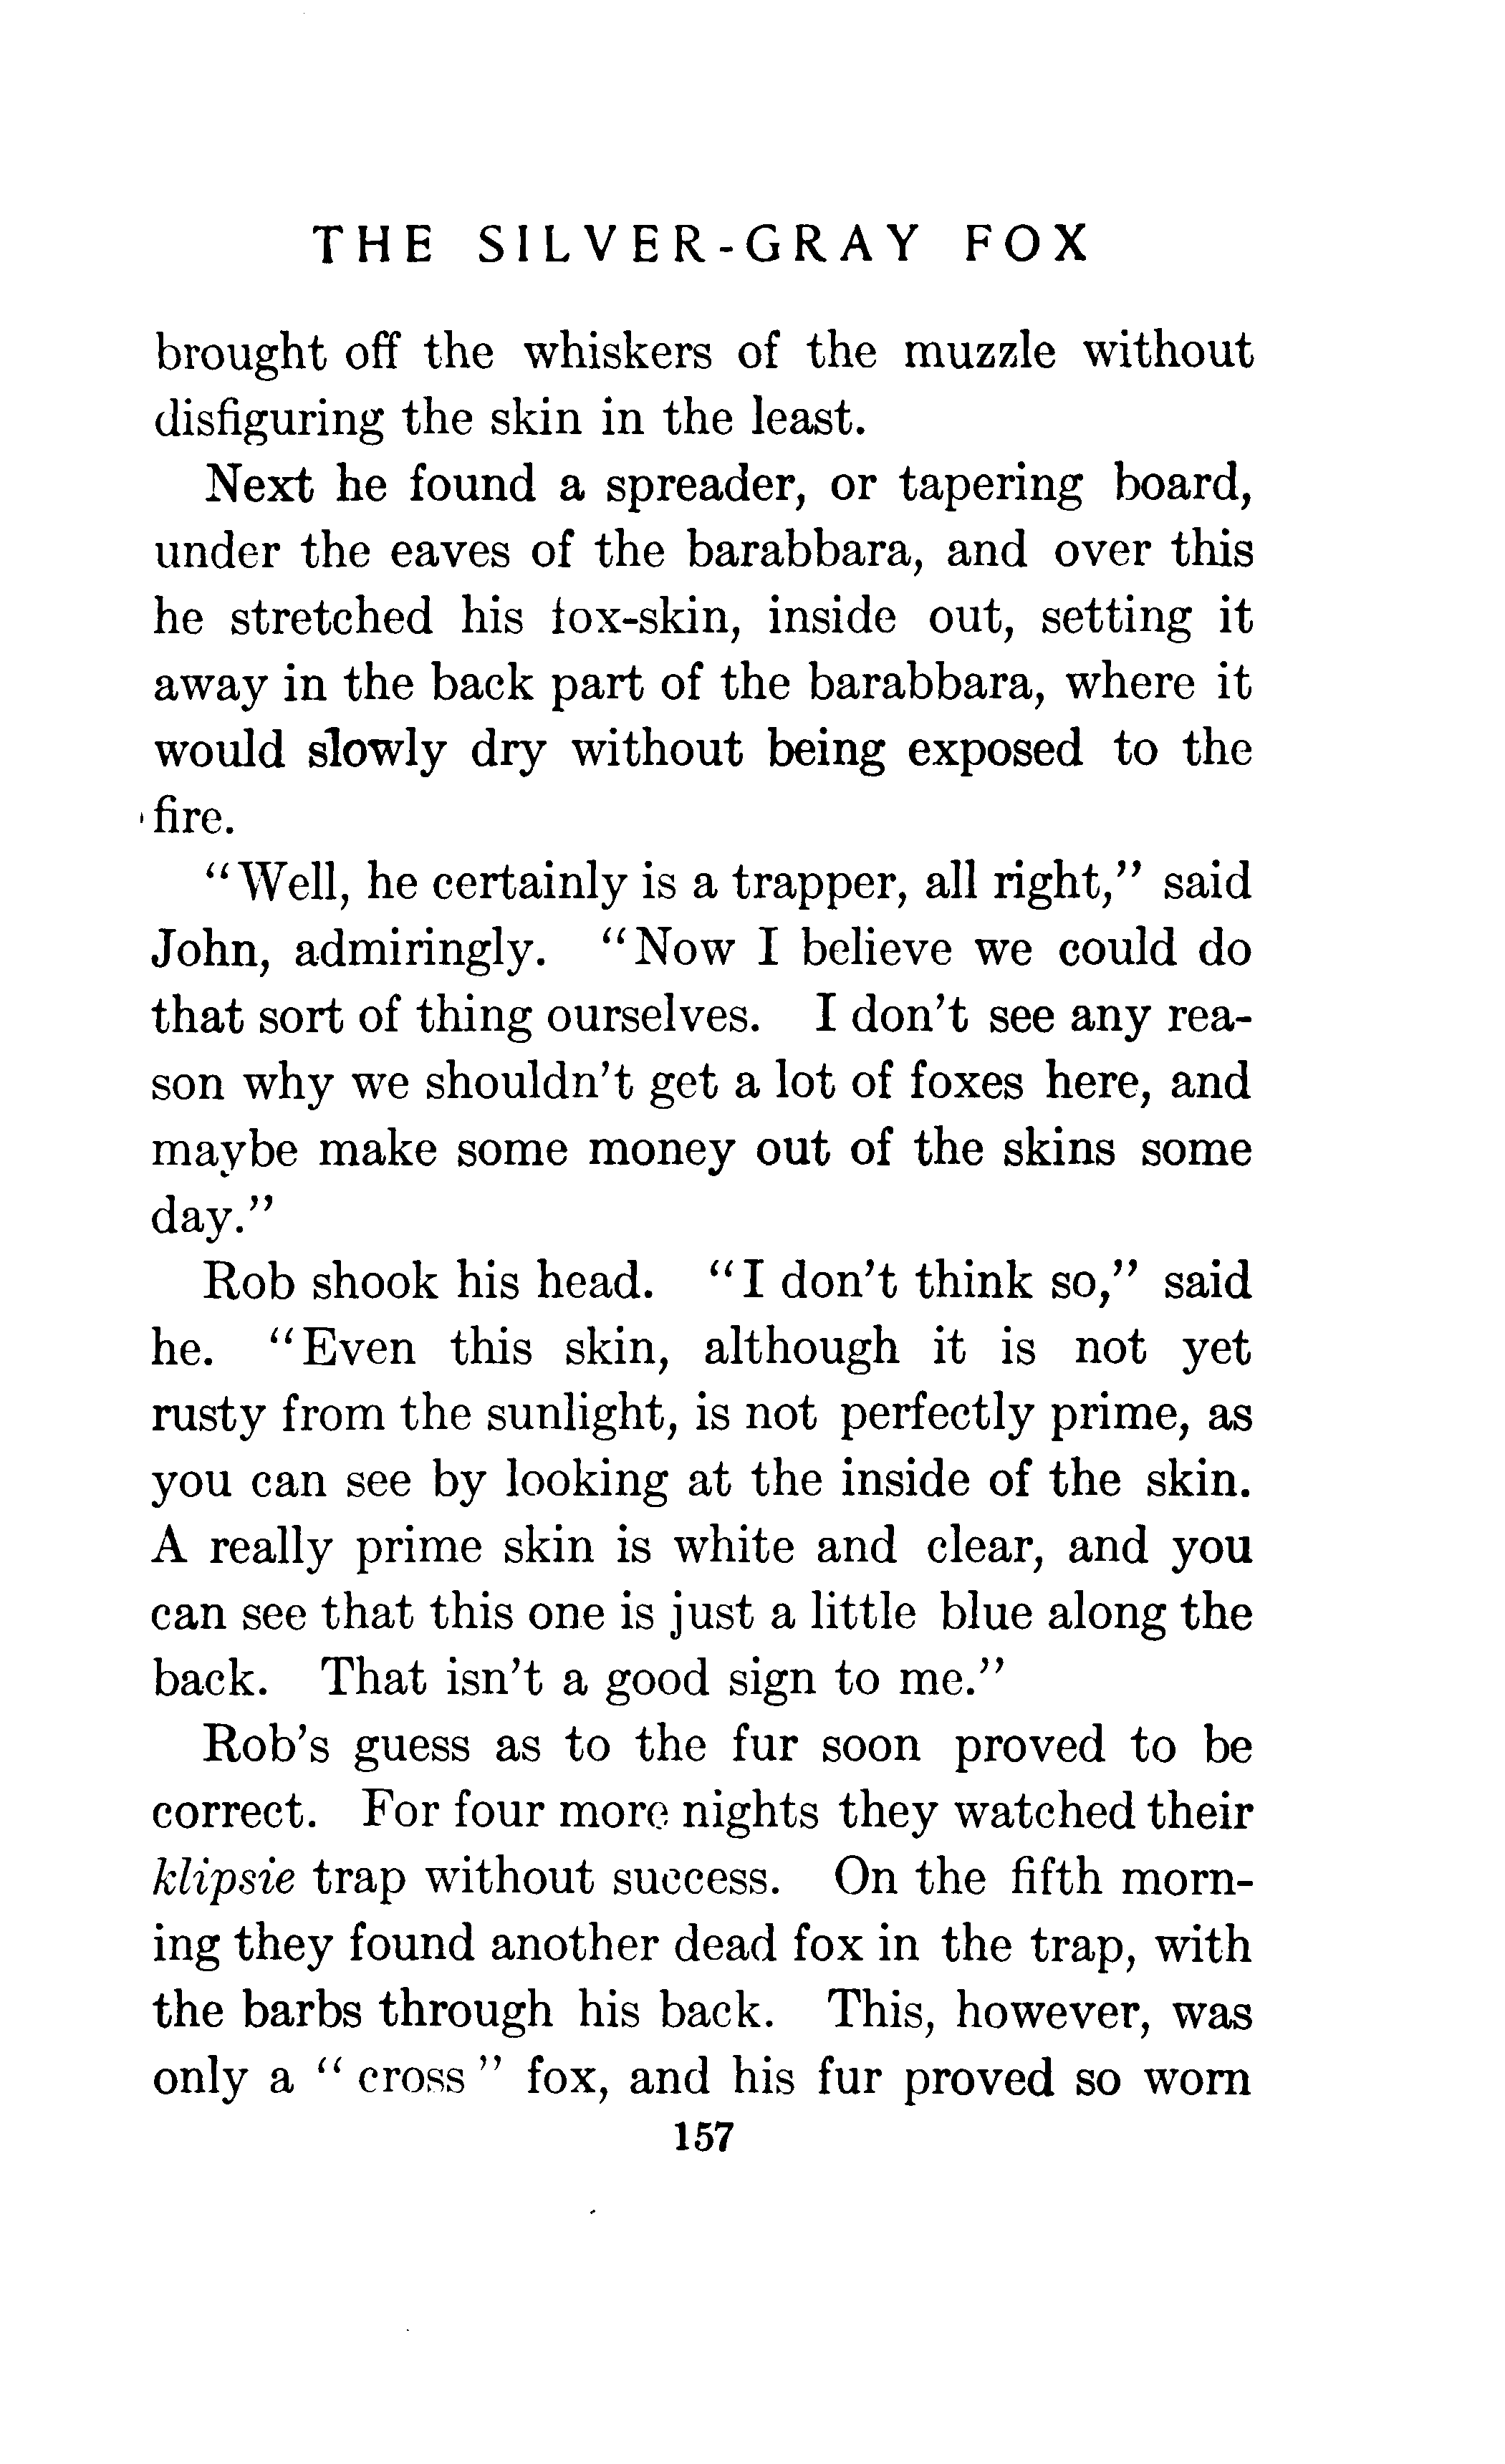 THE SILVER-GRAY FOX
brought off the whiskers of the muzzle without
disfiguring the skin in the least.
Next he found a spreader, or tapering board,
under the eaves of the barabbara, and over this
he stretched his fox-skin, inside out, setting it
away in the back part of the barabbara, where it
would slowly dry without being exposed to the
fire.
"Well, he certainly is a trapper, all right," said
John, admiringly. "Now I believe we could do
that sort of thing ourselves. I don't see any rea-
son why we shouldn't get a lot of foxes here, and
maybe make some money out of the skins some
day."
Rob shook his head. "I don't think so," said
he. "Even this skin, although it is not yet
rusty from the sunlight, is not perfectly prime, as
you can see by looking at the inside of the skin.
A really prime skin is white and clear, and you
can see that this one is just a little blue along the
back. That isn't a good sign to me."
Rob's guess as to the fur soon proved to be
correct. For four more nights they watched their
klipsie trap without success. On the fifth morn-
ing they found another dead fox in the trap, with
the barbs through his back. This, however, was
only a "cross" fox, and his fur proved so worn
157